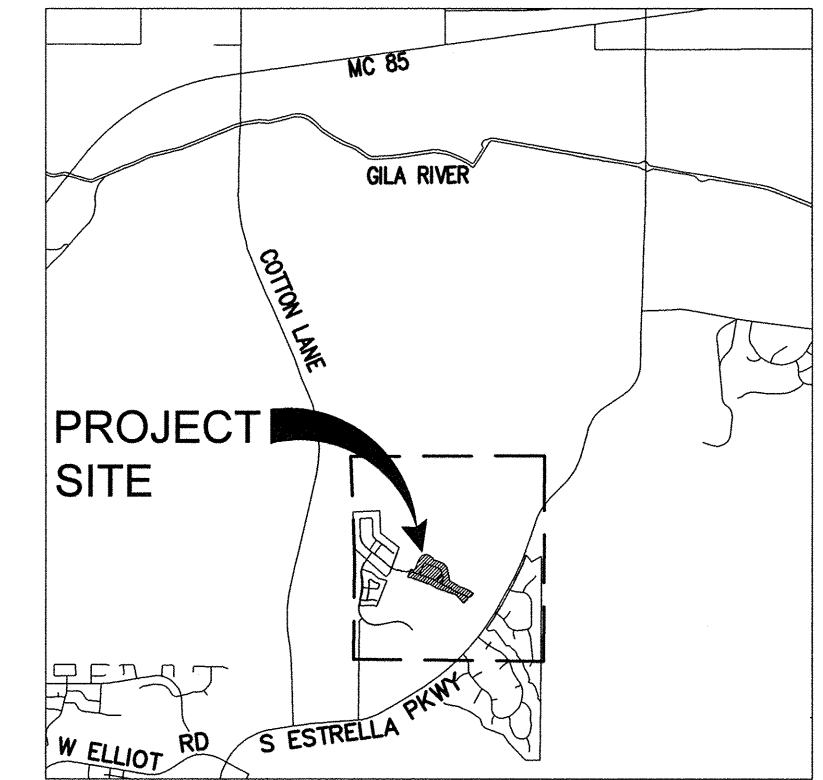 MC 85
GILA RIVER
COTTON LANE
PROJECT
SITE
W ELLIOT RD
S ESTRELLA PKWY